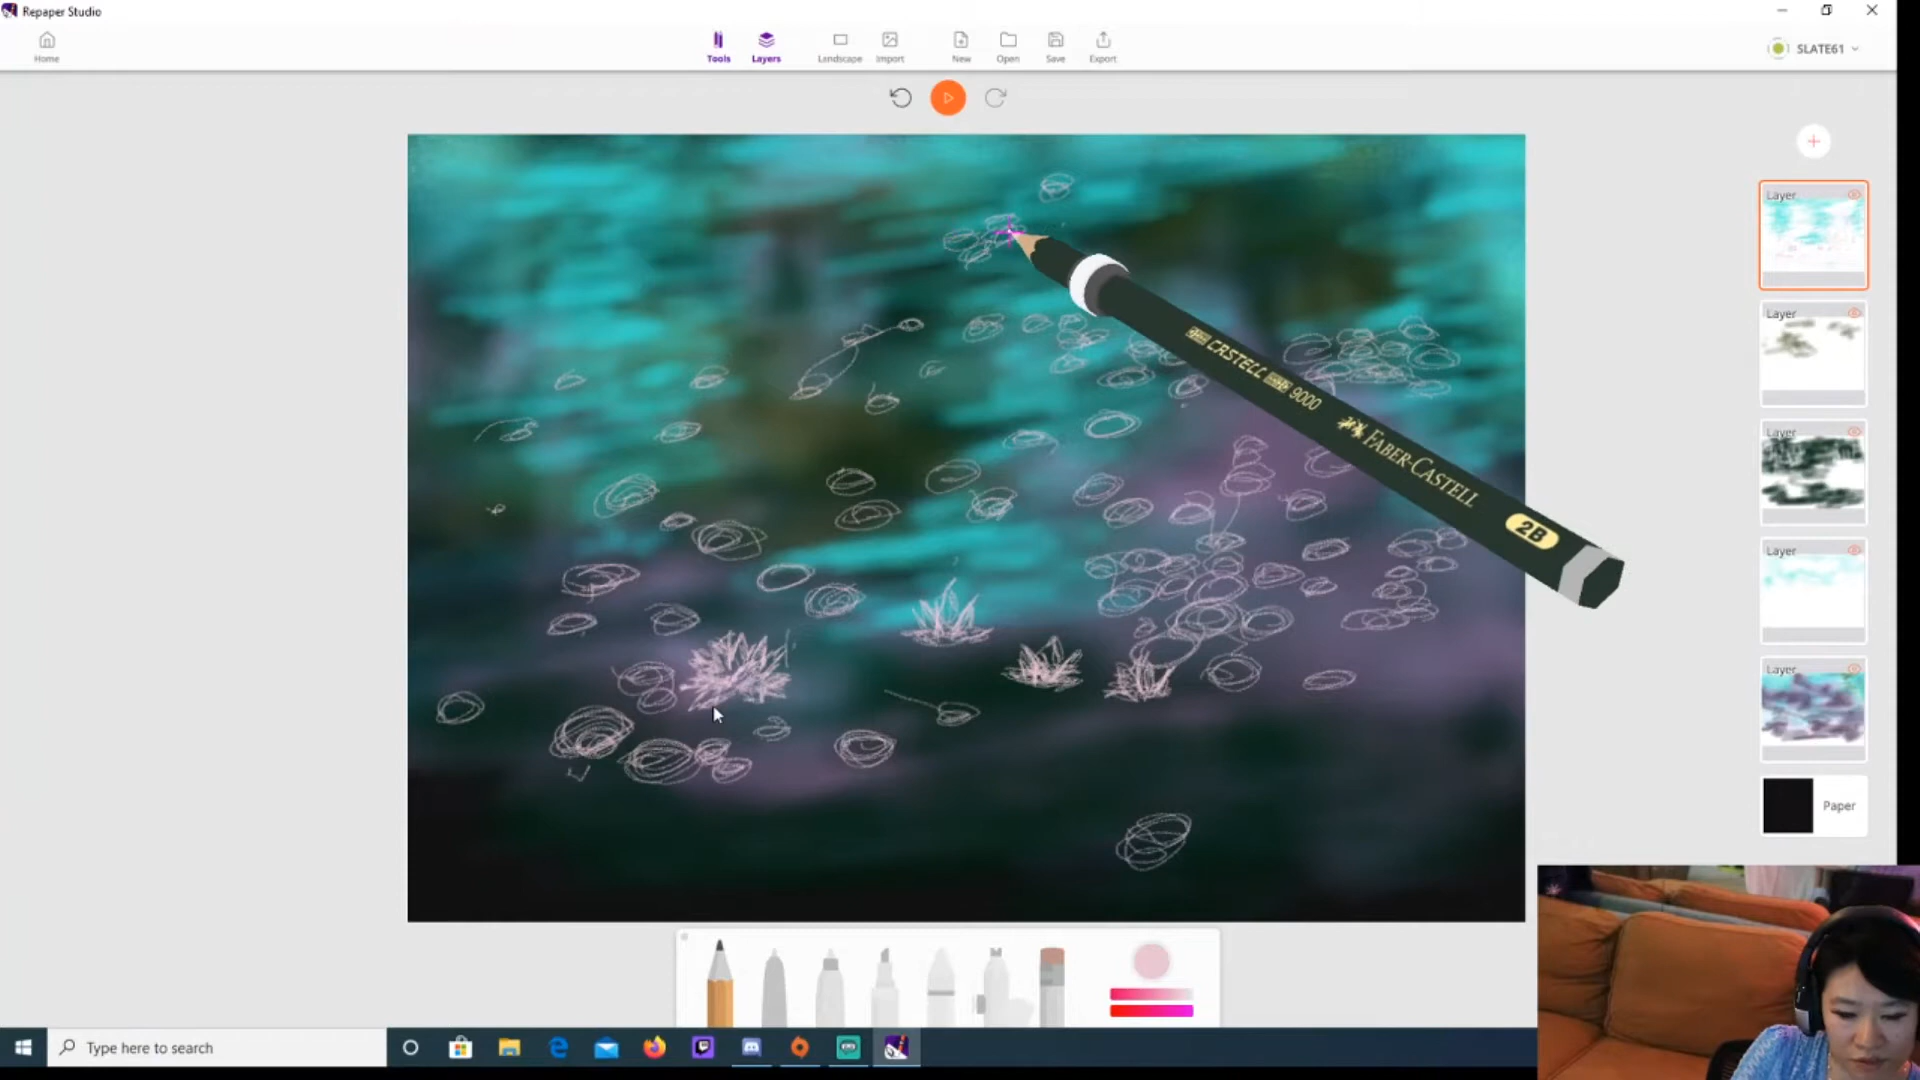 Repaper Studio
Home
Tools
Layers
Landscape
Import
New
Open
Save
Export
SLATE61
Layer
Layer
Layer
Layer
Layer
Paper
CASTELL 9000
FABER-CASTELL
2B
Type here to search